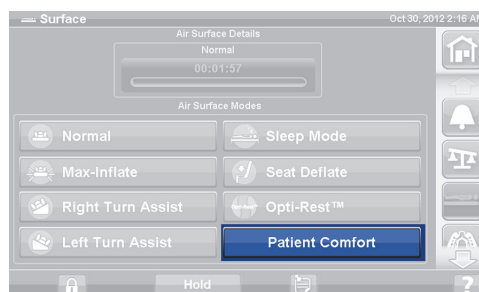 Surface
Oct 30, 2012 2:16 AM
Air Surface Details
Normal
00:01:57
Air Surface Modes
Normal
Sleep Mode
Max-Inflate
Seat Deflate
Right Turn Assist
Opti-Rest™
Left Turn Assist
Patient Comfort
Hold
?